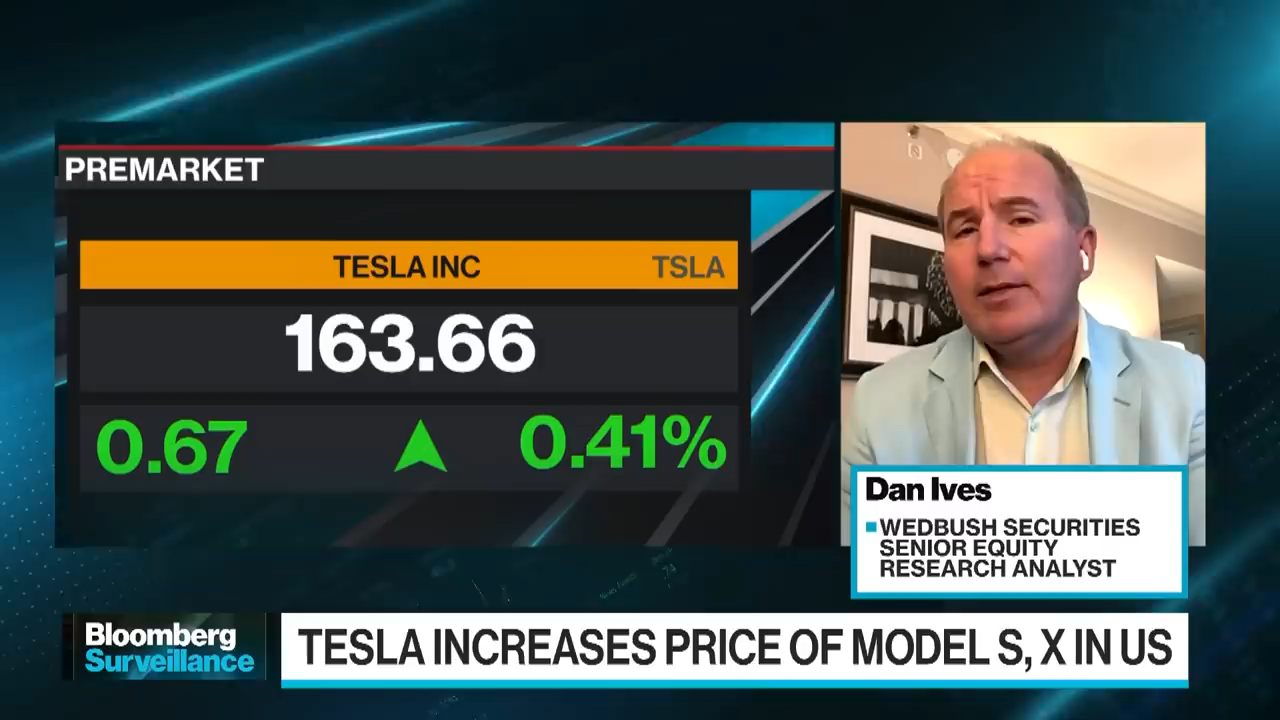 PREMARKET
TESLA INC TSLA
163.66
0.67 0.41%
Dan Ives
WEDBUSH SECURITIES
SENIOR EQUITY
RESEARCH ANALYST
Bloomberg
Surveillance
TESLA INCREASES PRICE OF MODEL S, X IN US